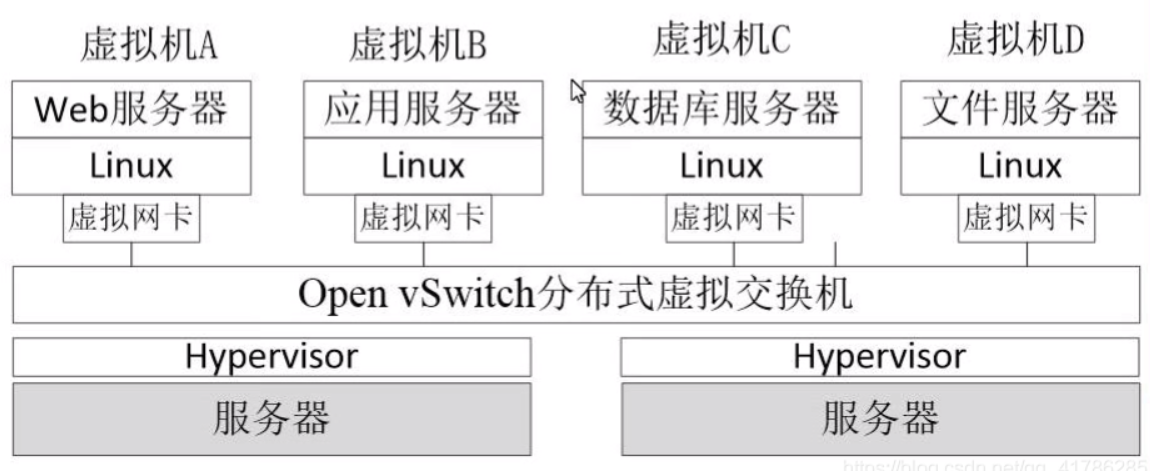 虚拟机A 虚拟机B 虚拟机C 虚拟机D
Web服务器 应用服务器 数据库服务器 文件服务器
Linux Linux Linux Linux
虚拟网卡 虚拟网卡 虚拟网卡 虚拟网卡
Open vSwitch分布式虚拟交换机
Hypervisor Hypervisor
服务器 服务器
https://blog.csdn.net/qq_41786285